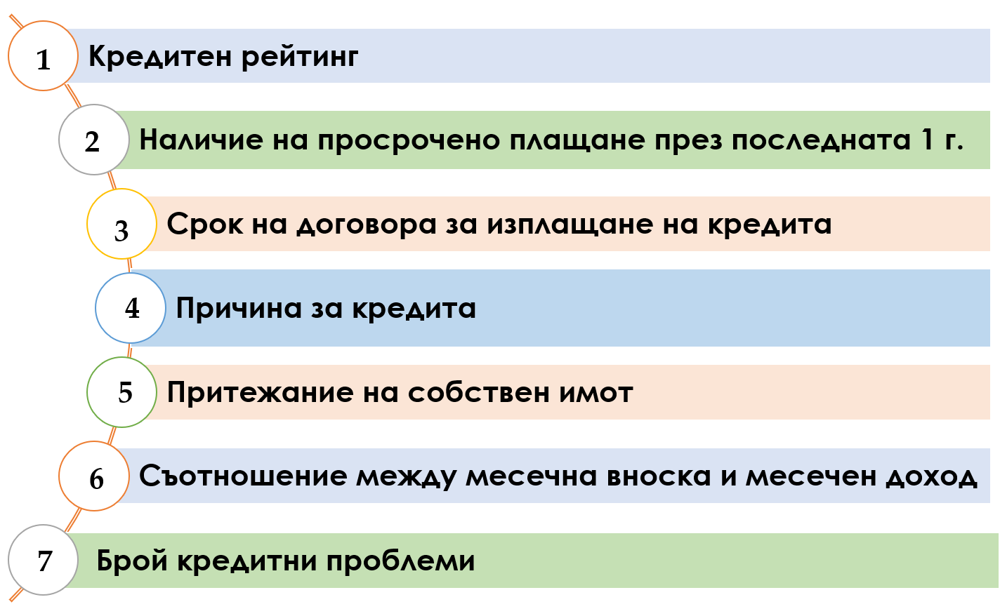 1 Кредитен рейтинг
2 Наличие на просрочено плащане през последната 1 г.
3 Срок на договора за изплащане на кредита
4 Причина за кредита
5 Притежание на собствен имот
6 Съотношение между месечна вноска и месечен доход
7 Брой кредитни проблеми